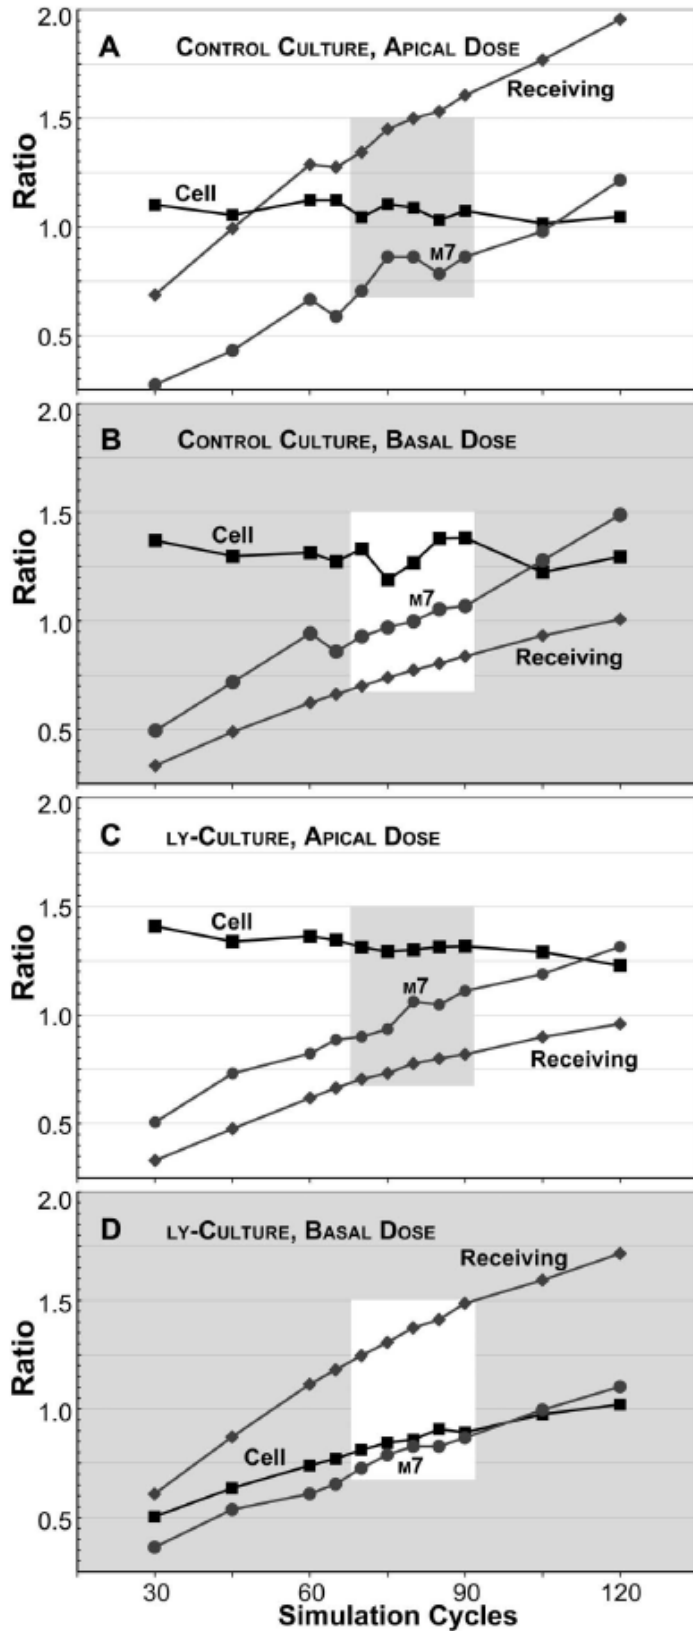 2.0
A CONTROL CULTURE, APICAL DOSE
Receiving
1.5
Ratio
Cell
1.0
M7
0.5
2.0
B CONTROL CULTURE, BASAL DOSE
1.5
Cell
Ratio
M7
1.0
Receiving
0.5
2.0
C LY-CULTURE, APICAL DOSE
1.5
Cell
Ratio
M7
1.0
Receiving
0.5
2.0
D LY-CULTURE, BASAL DOSE
Receiving
1.5
Ratio
1.0
Cell
M7
0.5
30 60 90 120
Simulation Cycles